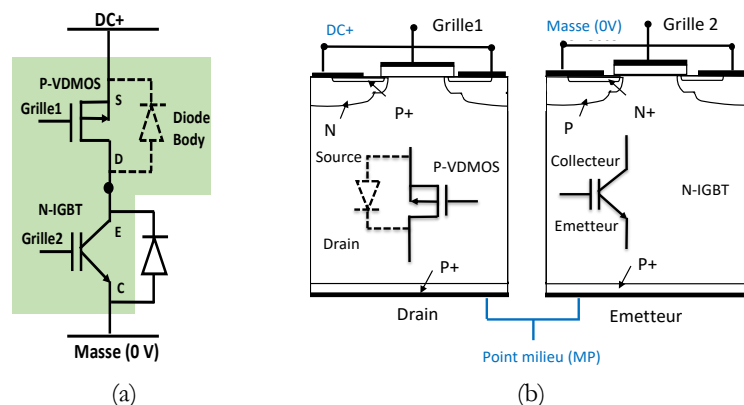 DC+
P-VDMOS
S
Grille1
Diode
Body
D
N-IGBT
E
Grille2
C
Masse (0 V)
(a)
DC+
Grille1
P+
N
Source
P-VDMOS
Drain
P+
Drain
Masse (0V)
Grille 2
N+
P
Collecteur
N-IGBT
Emetteur
P+
Emetteur
Point milieu (MP)
(b)